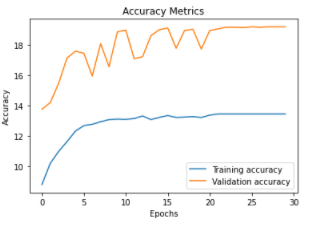 Accuracy Metrics
18
16
14
12
10
Accuracy
0 5 10 15 20 25 30
Epochs
Training accuracy
Validation accuracy